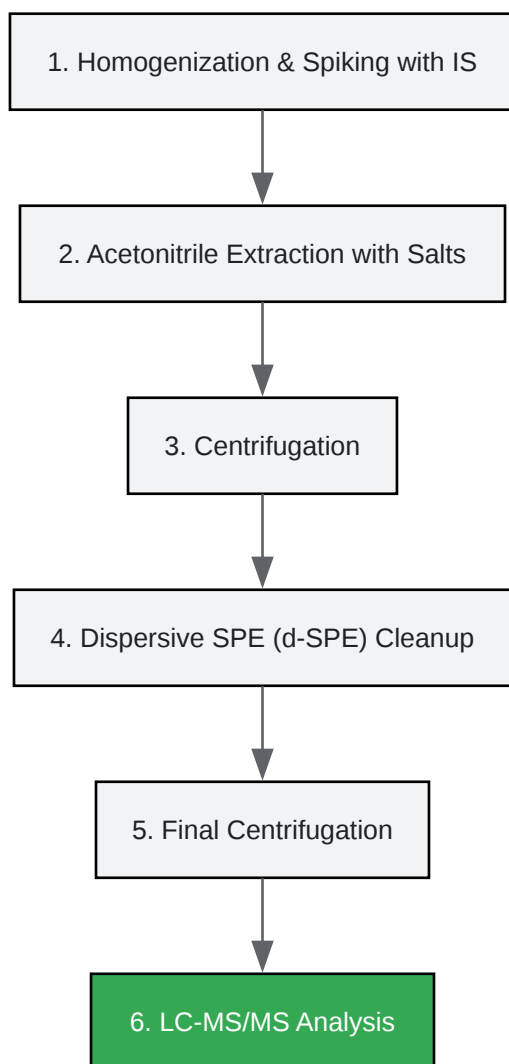 1. Homogenization & Spiking with IS
2. Acetonitrile Extraction with Salts
3. Centrifugation
4. Dispersive SPE (d-SPE) Cleanup
5. Final Centrifugation
6. LC-MS/MS Analysis